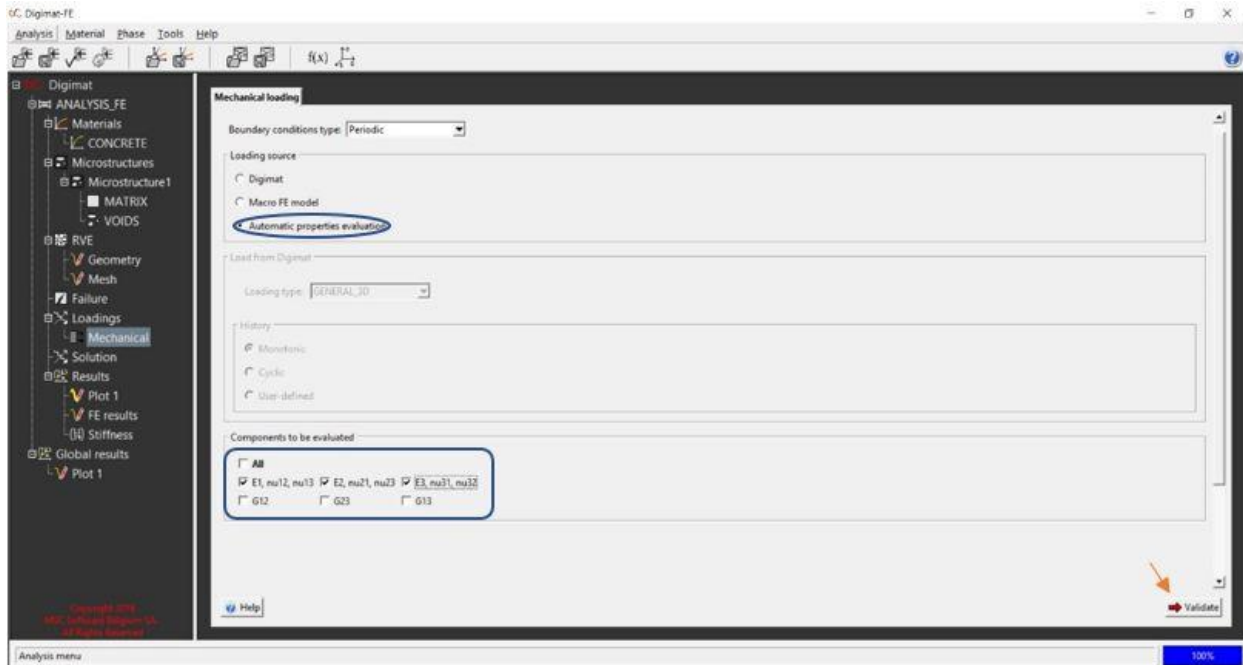 Digimat-FE
Analysis Material Phase Tools Help
f(x)
Digimat
ANALYSIS_FE
Materials
CONCRETE
Microstructures
Microstructure1
MATRIX
VOIDS
RVE
Geometry
Mesh
Failure
Loadings
Mechanical
Solution
Results
Plot 1
FE results
Stiffness
Global results
Plot 1
Mechanical loading
Boundary conditions type: Periodic
Loading source
Digimat
Macro FE model
Automatic properties evaluation
Load from Digimat
Loading type: GENERAL_3D
History
Monotonic
Cyclic
User-defined
Components to be evaluated
All
E1, nu12, nu13 E2, nu21, nu23 E3, nu31, nu32
G12 G23 G13
Help
Validate
All Rights Reserved
Analysis menu
100%